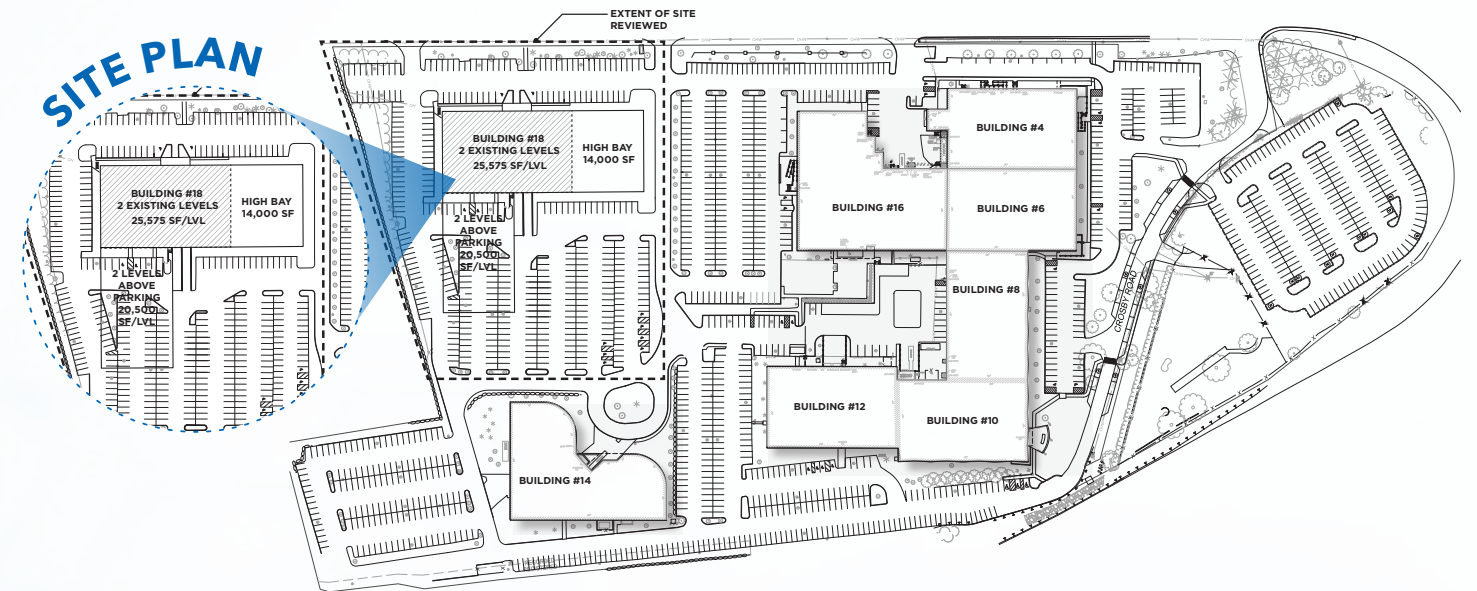 EXTENT OF SITE
REVIEWED
SITE PLAN
BUILDING #18
2 EXISTING LEVELS
25,575 SF/LVL
HIGH BAY
14,000 SF
2 LEVELS
ABOVE
PARKING
20,500
SF/LVL
BUILDING #18
2 EXISTING LEVELS
25,575 SF/LVL
HIGH BAY
14,000 SF
2 LEVELS
ABOVE
PARKING
20,500
SF/LVL
BUILDING #4
BUILDING #16
BUILDING #6
BUILDING #8
CROSBY ROAD
BUILDING #12
BUILDING #10
BUILDING #14